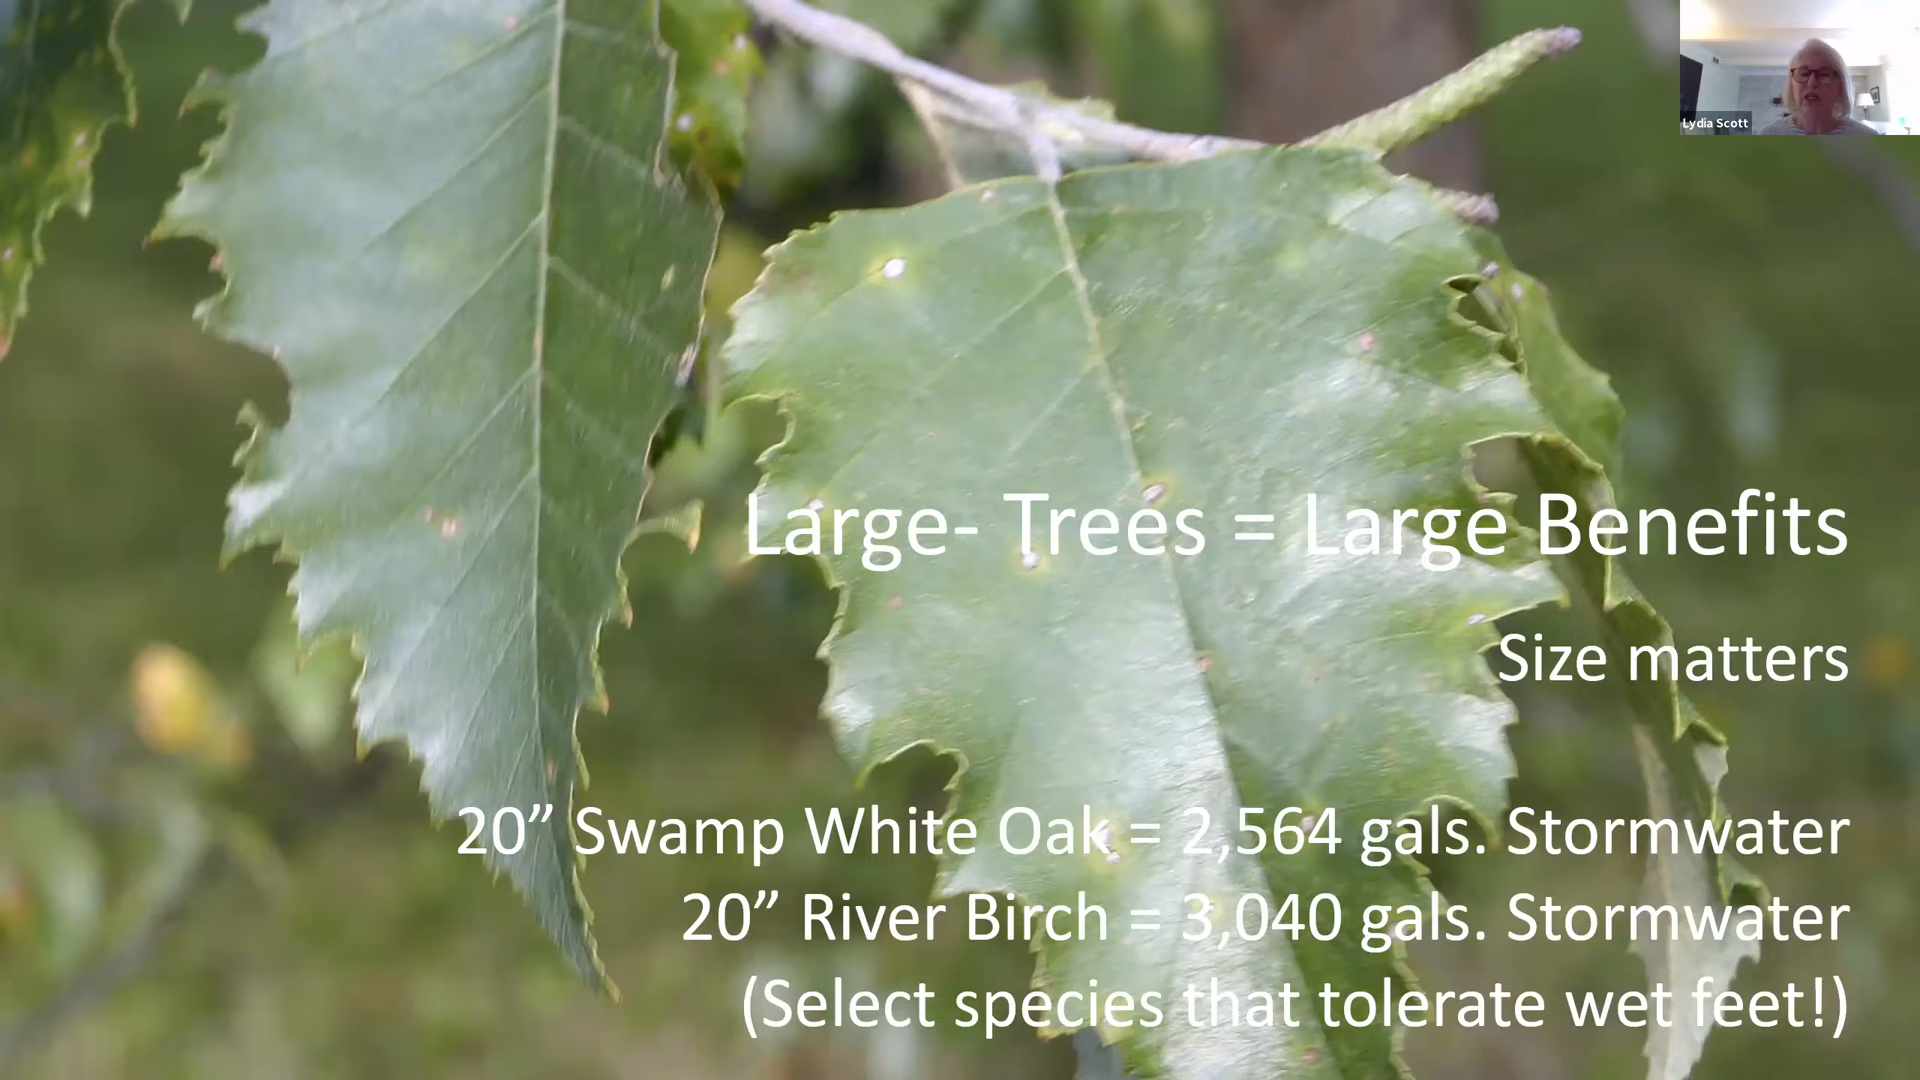 Lydia Scott
Large- Trees = Large Benefits
Size matters
20” Swamp White Oak = 2,564 gals. Stormwater
20” River Birch = 3,040 gals. Stormwater
(Select species that tolerate wet feet!)